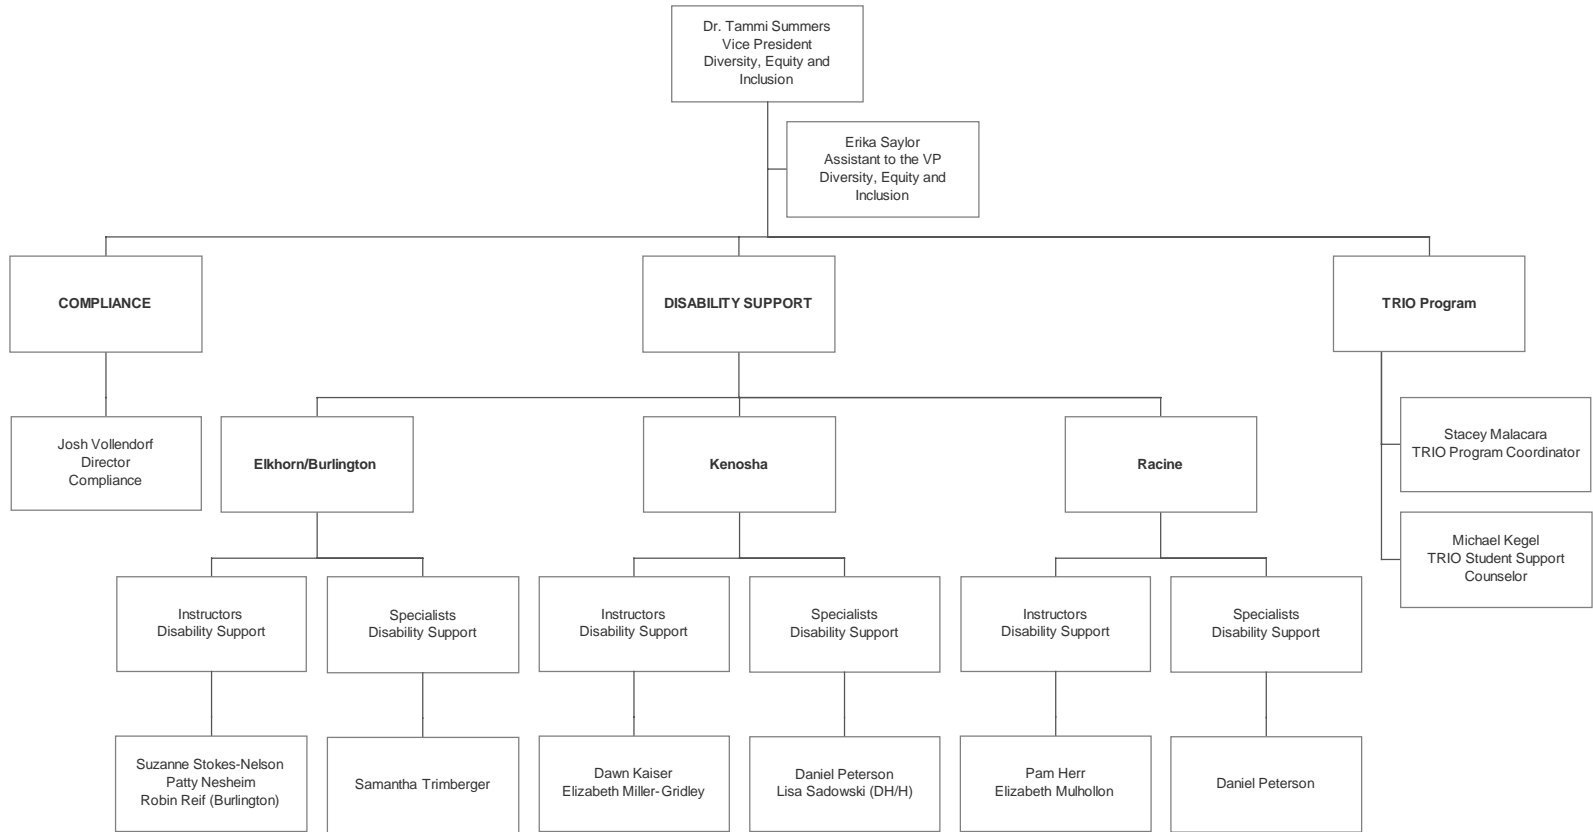 Dr. Tammi Summers
Vice President
Diversity, Equity and
Inclusion
Erika Saylor
Assistant to the VP
Diversity, Equity and
Inclusion
COMPLIANCE
DISABILITY SUPPORT
TRIO Program
Josh Vollendorf
Director
Compliance
Elkhorn/Burlington
Kenosha
Racine
Stacey Malacara
TRIO Program Coordinator
Michael Kegel
TRIO Student Support
Counselor
Instructors
Disability Support
Specialists
Disability Support
Instructors
Disability Support
Specialists
Disability Support
Instructors
Disability Support
Specialists
Disability Support
Suzanne Stokes-Nelson
Patty Nesheim
Robin Reif (Burlington)
Samantha Trimberger
Dawn Kaiser
Elizabeth Miller-Gridley
Daniel Peterson
Lisa Sadowski (DH/H)
Pam Herr
Elizabeth Mulhollon
Daniel Peterson